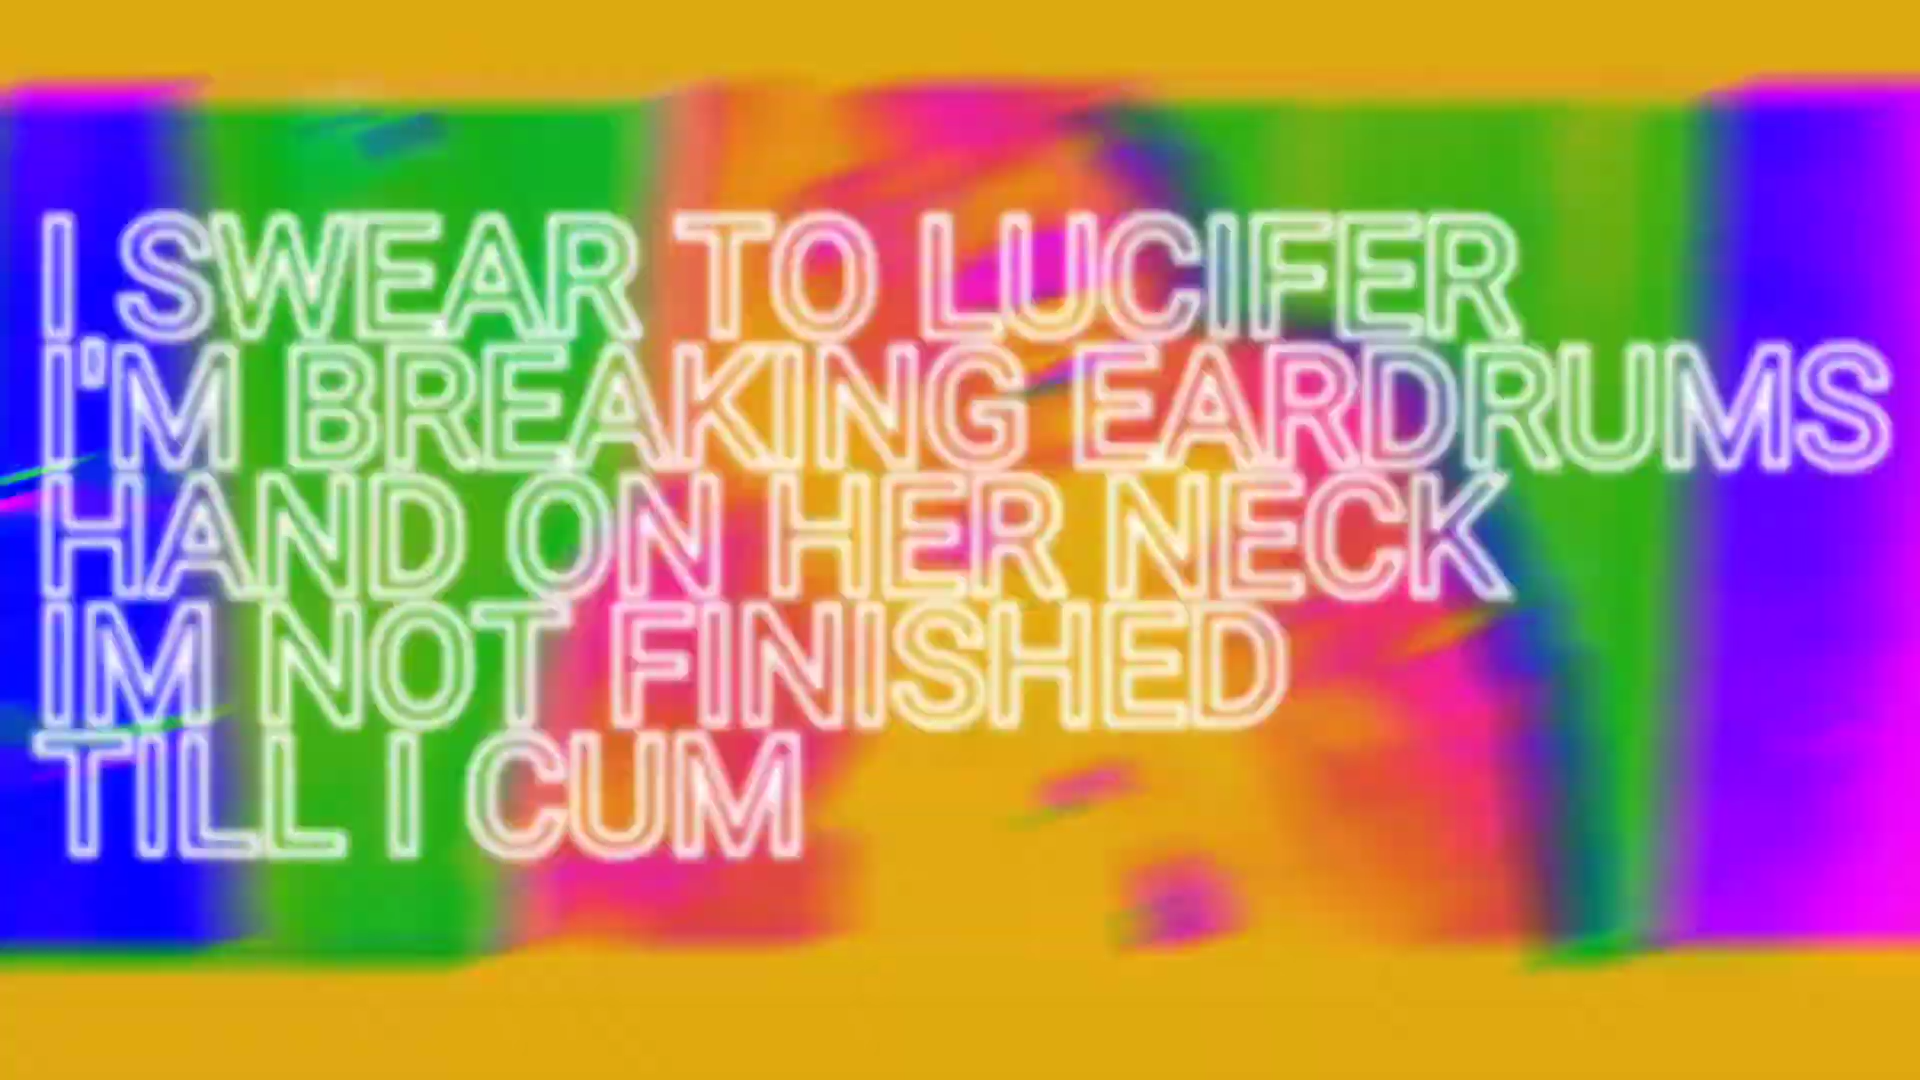 I SWEAR TO LUCIFER
I'M BREAKING EARDRUMS
HAND ON HER NECK
IM NOT FINISHED
TILL I CUM